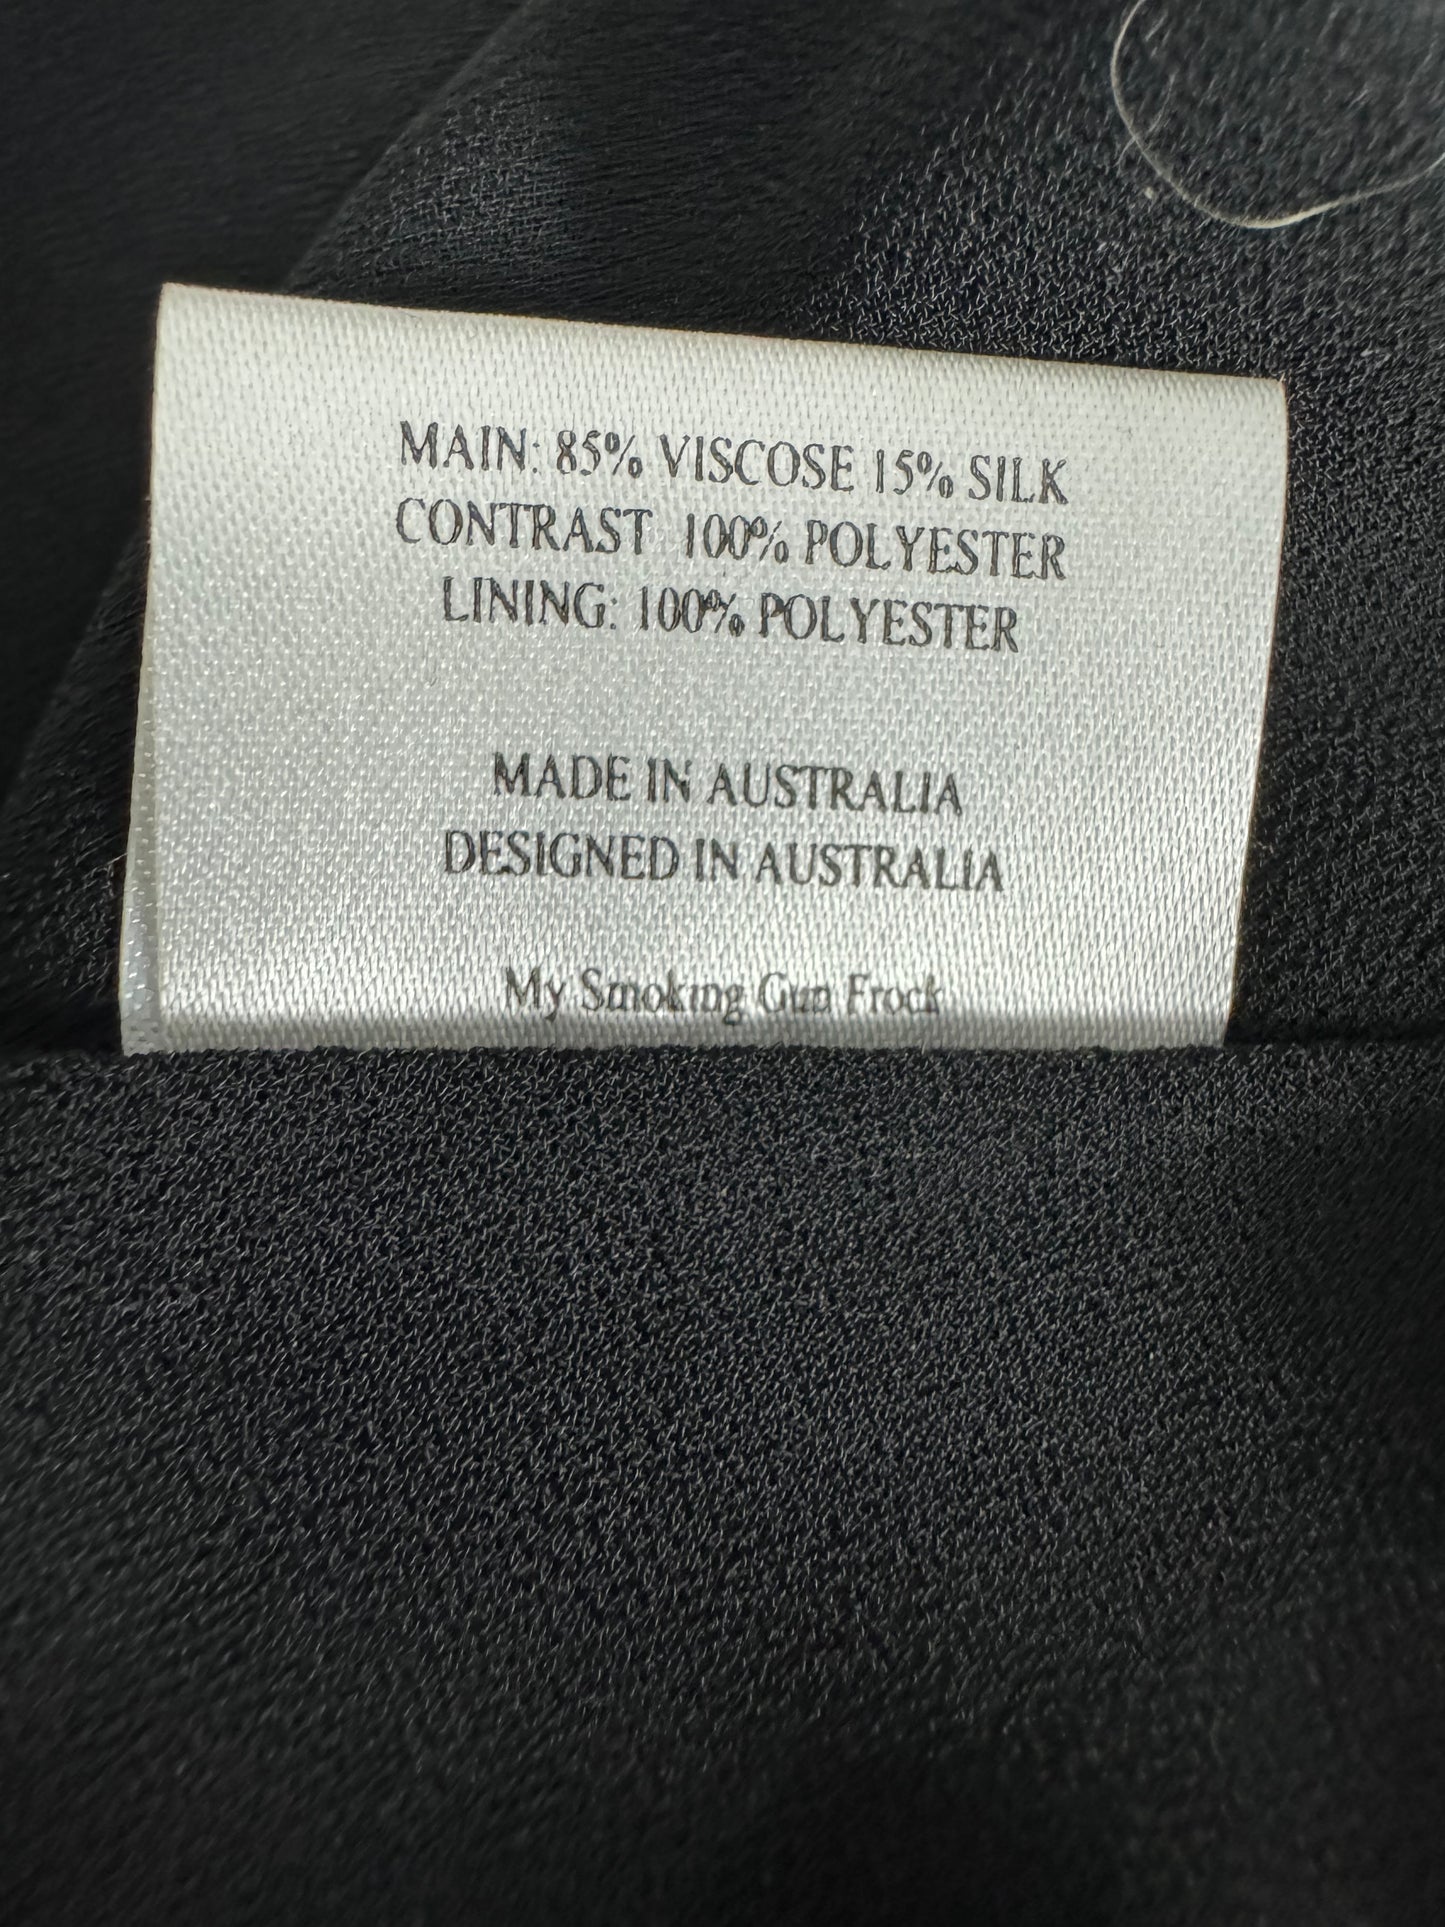 MAIN: 85% VISCOSE 15% SILK
CONTRAST 100% POLYESTER
LINING: 100% POLYESTER
MADE IN AUSTRALIA
DESIGNED IN AUSTRALIA
My Smoking Gun Frock